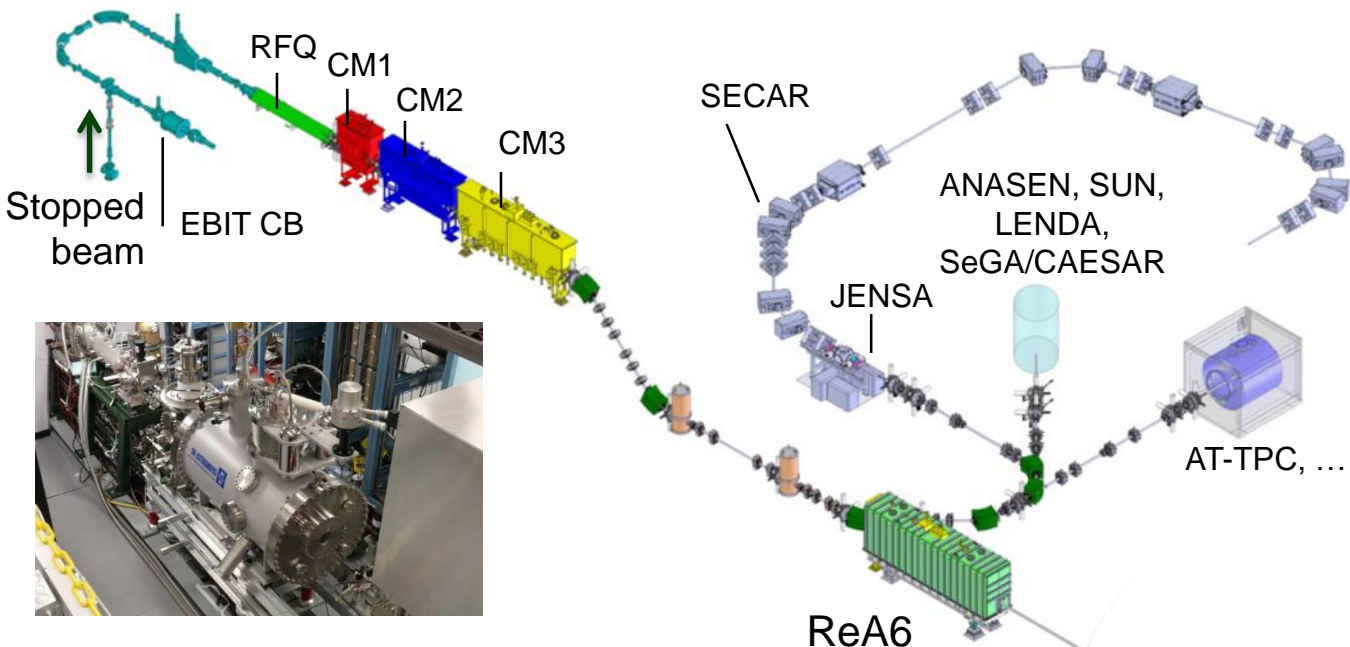 RFQ
CM1
CM2
CM3
Stopped
beam
EBIT CB
SECAR
ANASEN, SUN,
LENDA,
SeGA/CAESAR
JENSA
AT-TPC, …
ReA6